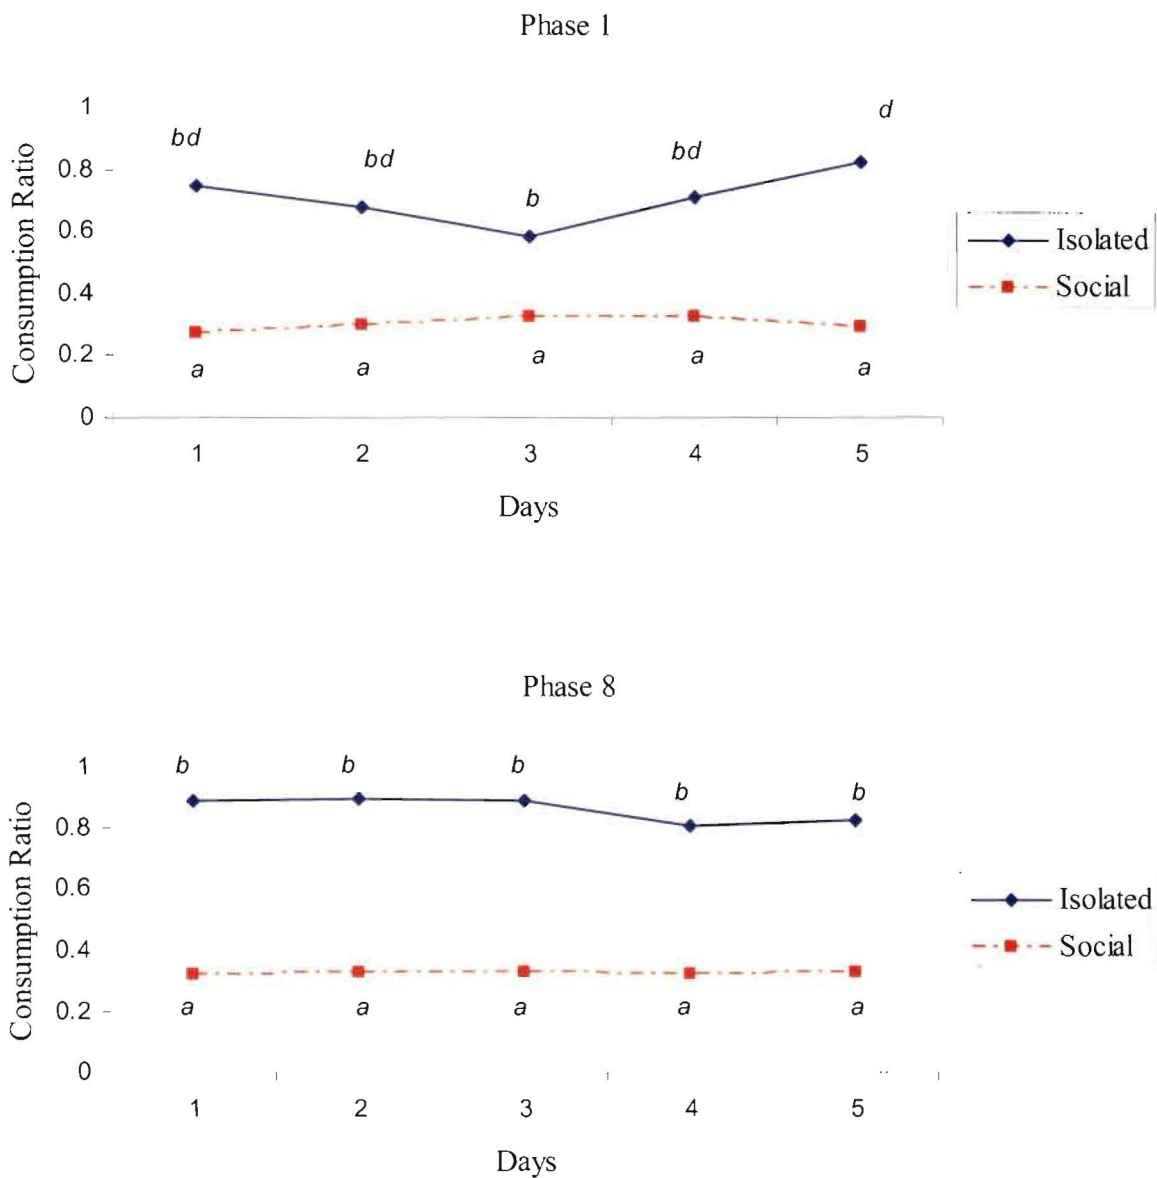 Phase 1
1
d
bd
bd
bd
0.8
b
0.6
0.4
0.2
a
a
a
a
a
0
1 2 3 4 5
Consumption Ratio
Days
Isolated
Social
Phase 8
1
b b b
b b
0.8
0.6
0.4
0.2
a a a a a
0
1 2 3 4 5
Consumption Ratio
Days
Isolated
Social